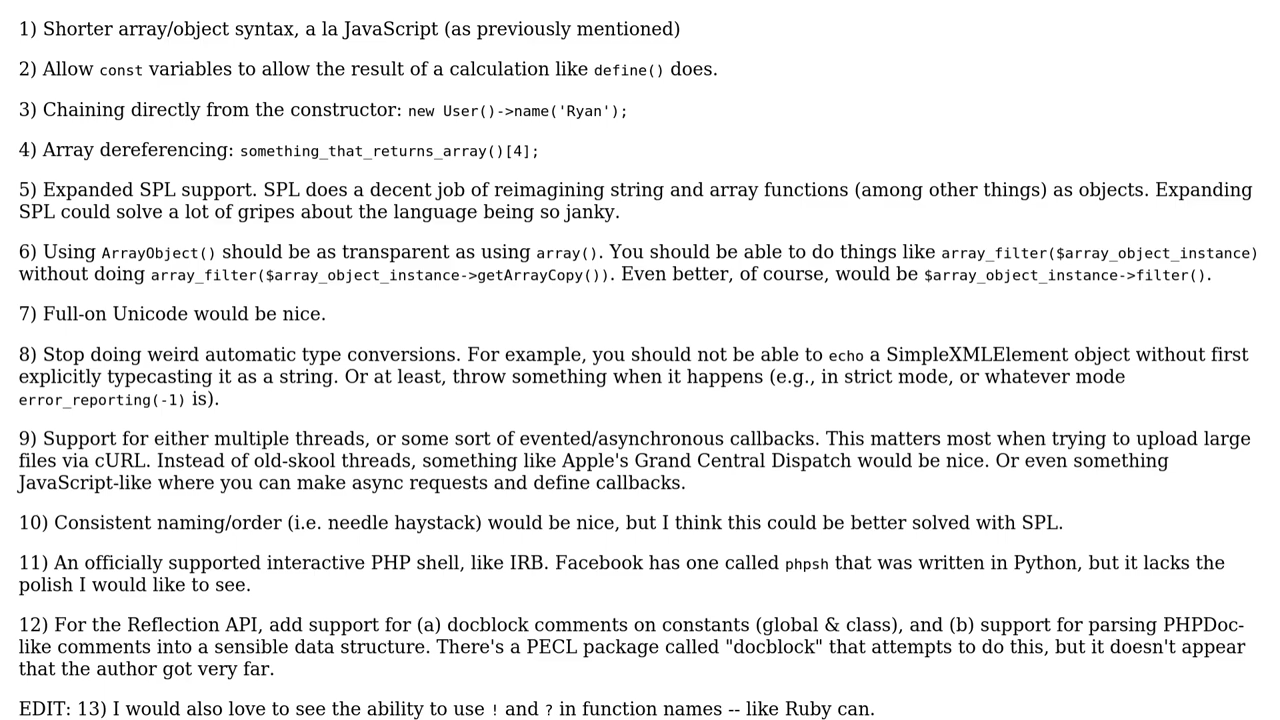 1) Shorter array/object syntax, a la JavaScript (as previously mentioned)
2) Allow const variables to allow the result of a calculation like define() does.
3) Chaining directly from the constructor: new User()->name('Ryan');
4) Array dereferencing: something_that_returns_array()[4];
5) Expanded SPL support. SPL does a decent job of reimagining string and array functions (among other things) as objects. Expanding
SPL could solve a lot of gripes about the language being so janky.
6) Using ArrayObject() should be as transparent as using array(). You should be able to do things like array_filter($array_object_instance)
without doing array_filter($array_object_instance->getArrayCopy()). Even better, of course, would be $array_object_instance->filter().
7) Full-on Unicode would be nice.
8) Stop doing weird automatic type conversions. For example, you should not be able to echo a SimpleXMLElement object without first
explicitly typecasting it as a string. Or at least, throw something when it happens (e.g., in strict mode, or whatever mode
error_reporting(-1) is).
9) Support for either multiple threads, or some sort of evented/asynchronous callbacks. This matters most when trying to upload large
files via cURL. Instead of old-skool threads, something like Apple's Grand Central Dispatch would be nice. Or even something
JavaScript-like where you can make async requests and define callbacks.
10) Consistent naming/order (i.e. needle haystack) would be nice, but I think this could be better solved with SPL.
11) An officially supported interactive PHP shell, like IRB. Facebook has one called phpsh that was written in Python, but it lacks the
polish I would like to see.
12) For the Reflection API, add support for (a) docblock comments on constants (global & class), and (b) support for parsing PHPDoc-
like comments into a sensible data structure. There's a PECL package called "docblock" that attempts to do this, but it doesn't appear
that the author got very far.
EDIT: 13) I would also love to see the ability to use ! and ? in function names -- like Ruby can.